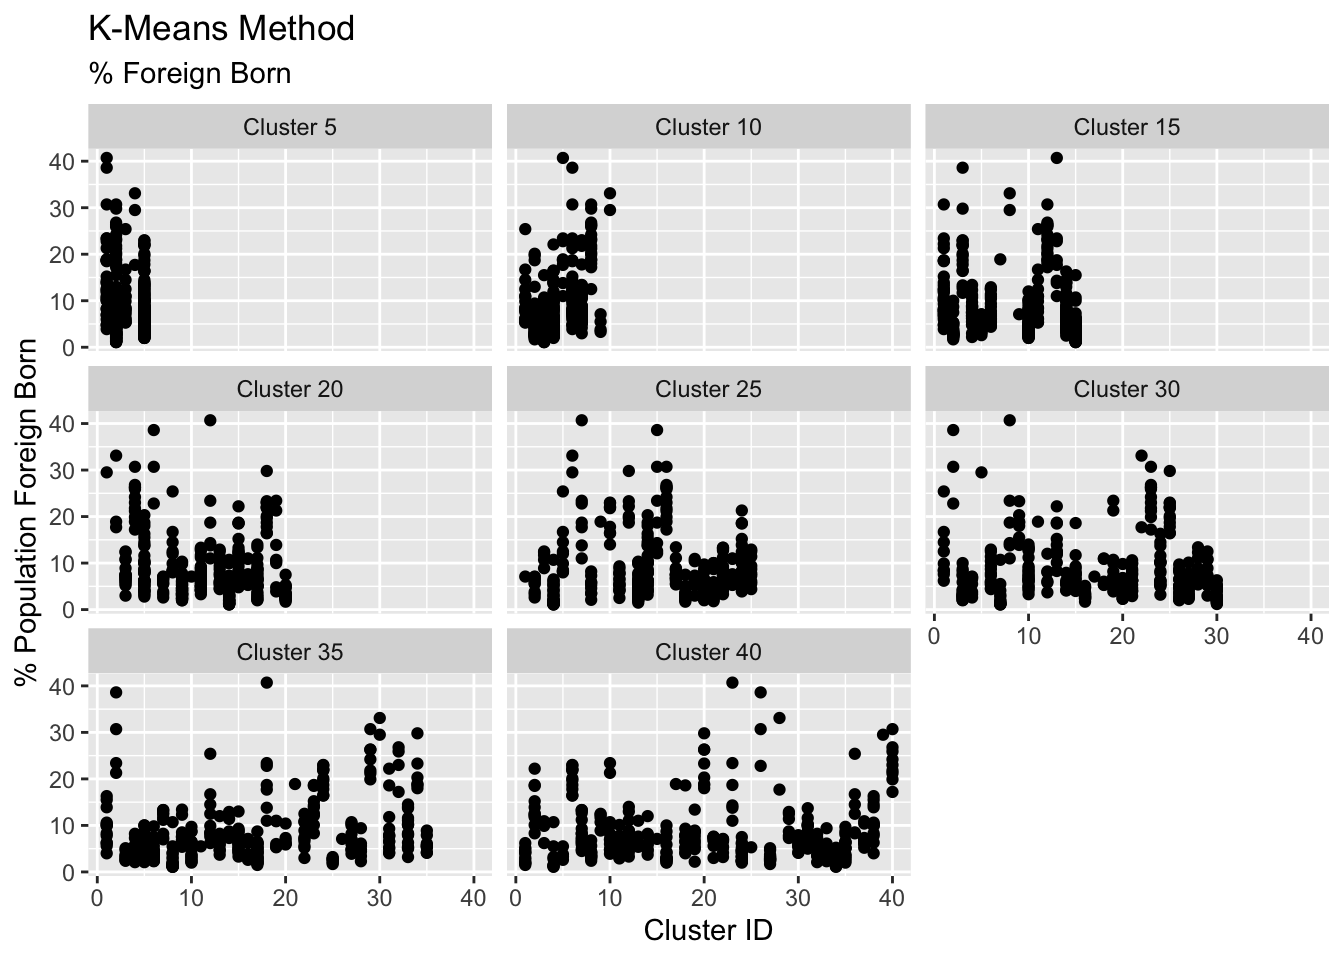 K-Means Method
% Foreign Born
Cluster 5
Cluster 10
Cluster 15
40
30
20
10
0
Cluster 20
Cluster 25
Cluster 30
40
30
20
10
0
0 10 20 30 40
Cluster 35
Cluster 40
40
30
20
10
0
0 10 20 30 40
0 10 20 30 40
% Population Foreign Born
Cluster ID